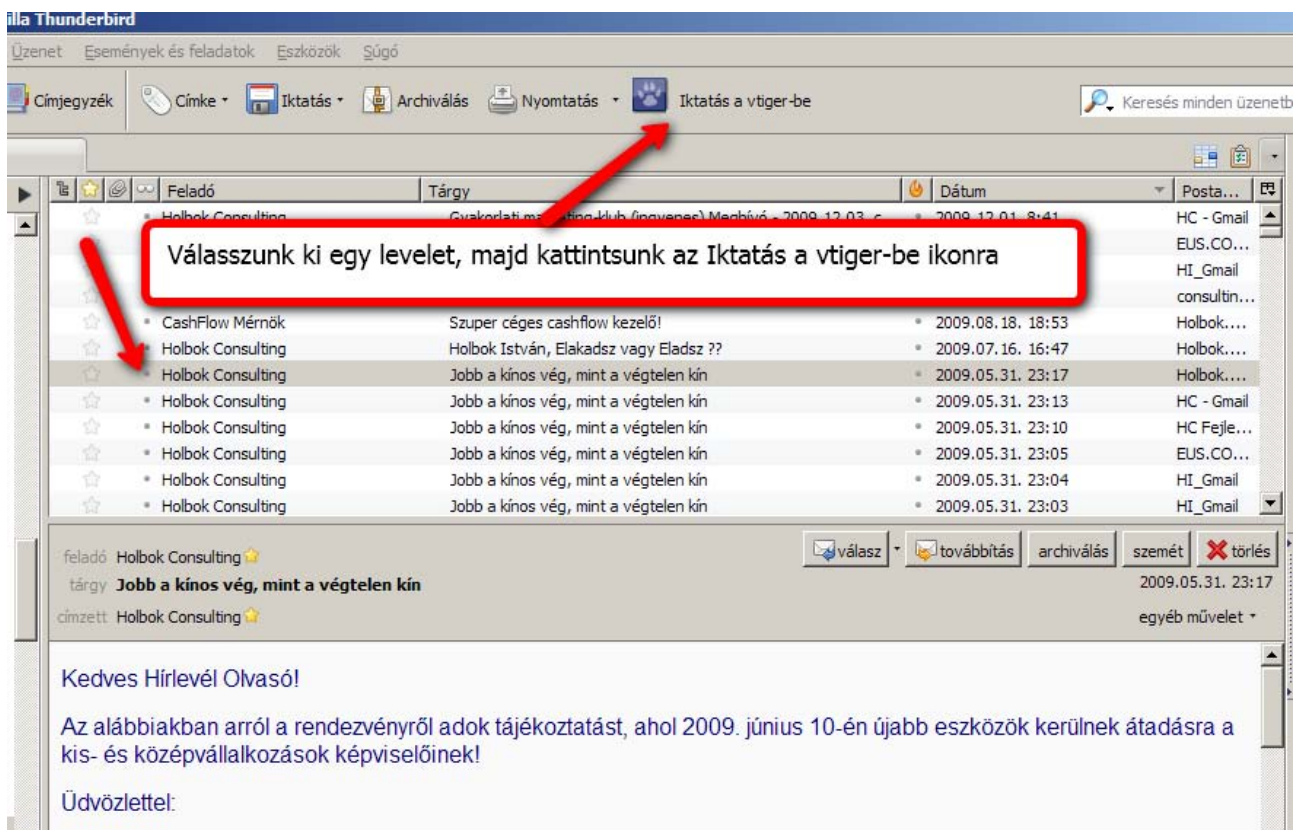 illa Thunderbird
Üzenet Események és feladatok Eszközök Súgó
Címjegyzék Címke Iktatás Archiválás Nyomtatás Iktatás a vtiger-be Keresés minden üzenetb
Feladó Tárgy Dátum Posta...
Holbok Consulting Gyakorlati marketing-klub (ingyenes) Meghívó - 2009.12.03. c 2009.12.01. 8:41 HC - Gmail
EUS.CO...
HI_Gmail
consultin...
Válasszunk ki egy levelet, majd kattintsunk az Iktatás a vtiger-be ikonra
CashFlow Mérnök Szuper céges cashflow kezelő! 2009.08.18. 18:53 Holbok....
Holbok Consulting Holbok István, Elakadsz vagy Eladsz ?? 2009.07.16. 16:47 Holbok....
Holbok Consulting Jobb a kínos vég, mint a végtelen kín 2009.05.31. 23:17 Holbok....
Holbok Consulting Jobb a kínos vég, mint a végtelen kín 2009.05.31. 23:13 HC - Gmail
Holbok Consulting Jobb a kínos vég, mint a végtelen kín 2009.05.31. 23:10 HC Fejle...
Holbok Consulting Jobb a kínos vég, mint a végtelen kín 2009.05.31. 23:05 EUS.CO...
Holbok Consulting Jobb a kínos vég, mint a végtelen kín 2009.05.31. 23:04 HI_Gmail
Holbok Consulting Jobb a kínos vég, mint a végtelen kín 2009.05.31. 23:03 HI_Gmail
feladó Holbok Consulting válasz továbbítás archiválás szemét törlés
tárgy Jobb a kínos vég, mint a végtelen kín 2009.05.31. 23:17
címzett Holbok Consulting egyéb művelet
Kedves Hírlevél Olvasó!
Az alábbiakban arról a rendezvényről adok tájékoztatást, ahol 2009. június 10-én újabb eszközök kerülnek átadásra a
kis- és középvállalkozások képviselőinek!
Üdvözlettel: